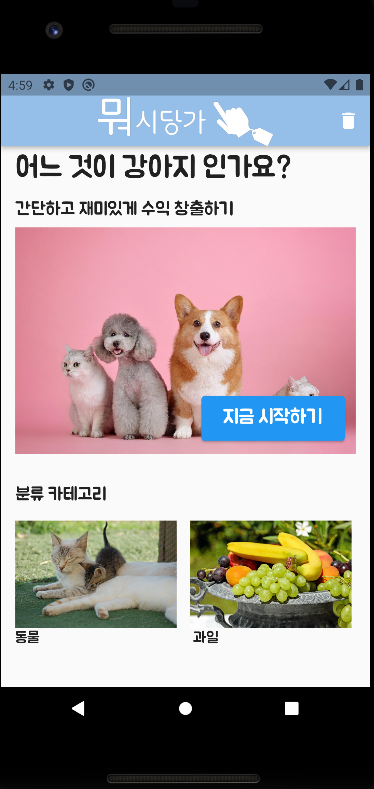 4:59
뭐시당가
어느 것이 강아지 인가요?
간단하고 재미있게 수익 창출하기
지금 시작하기
분류 카테고리
동물 과일